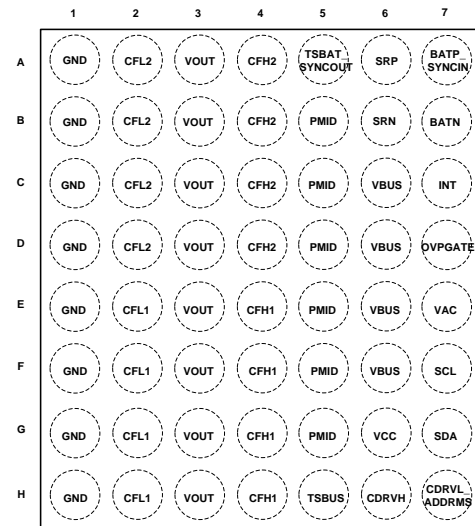 1 2 3 4 5 6 7
A GND CFL2 VOUT CFH2 TSBAT_ SYNCOUT SRP BATP_ SYNCIN
B GND CFL2 VOUT CFH2 PMID SRN BATN
C GND CFL2 VOUT CFH2 PMID VBUS INT
D GND CFL2 VOUT CFH2 PMID VBUS OVPGATE
E GND CFL1 VOUT CFH1 PMID VBUS VAC
F GND CFL1 VOUT CFH1 PMID VBUS SCL
G GND CFL1 VOUT CFH1 PMID VCC SDA
H GND CFL1 VOUT CFH1 TSBUS CDRVH CDRVL_ ADDRMS